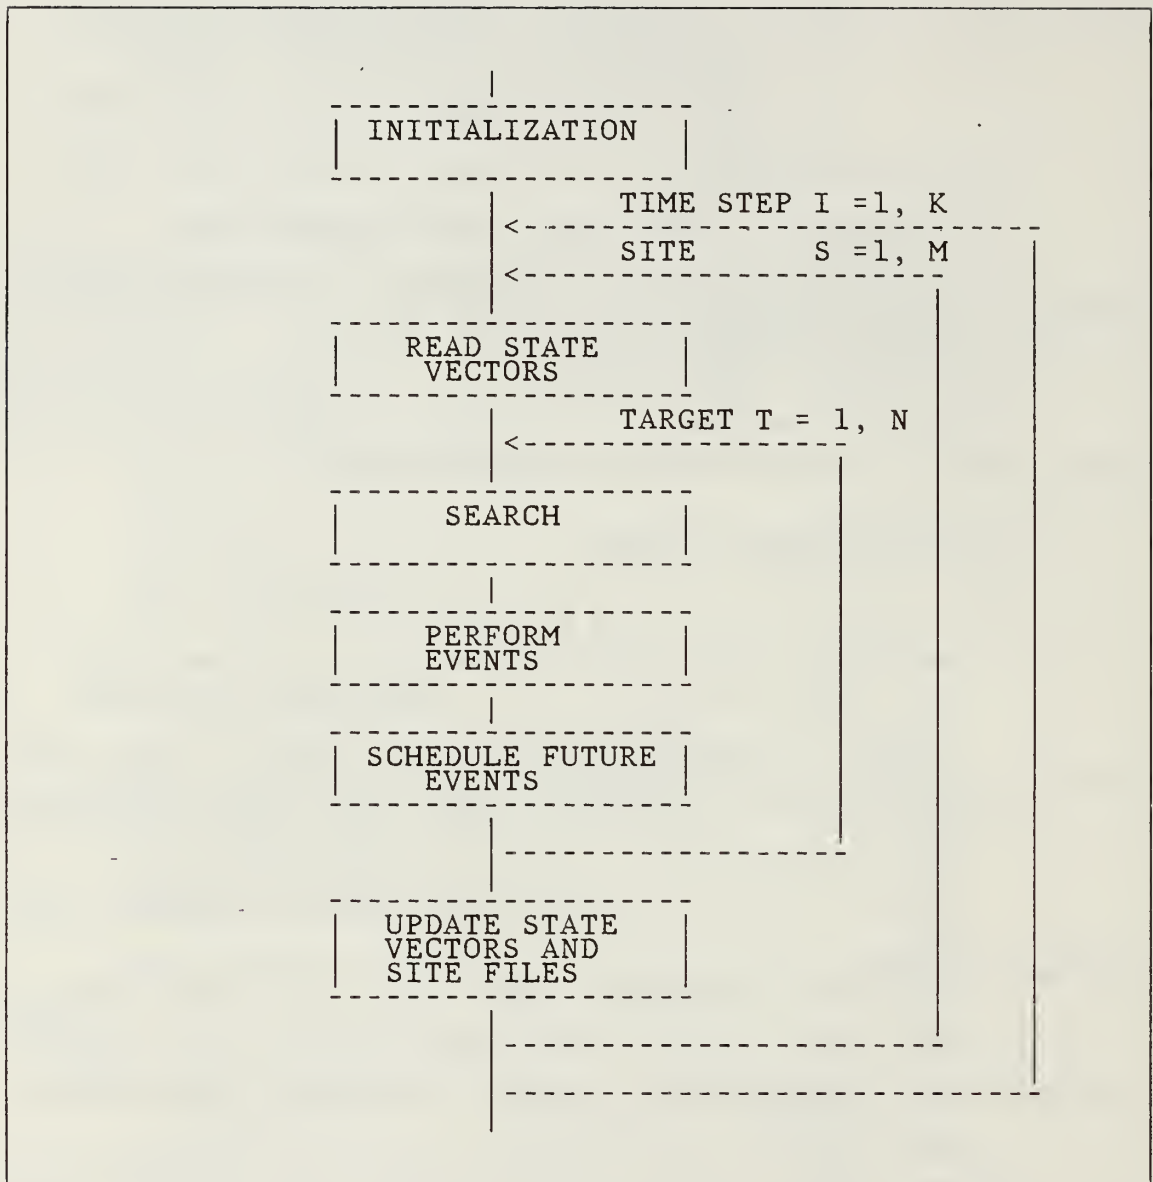 INITIALIZATION
TIME STEP I =1, K
SITE S =1, M
READ STATE
VECTORS
TARGET T = 1, N
SEARCH
PERFORM
EVENTS
SCHEDULE FUTURE
EVENTS
UPDATE STATE
VECTORS AND
SITE FILES